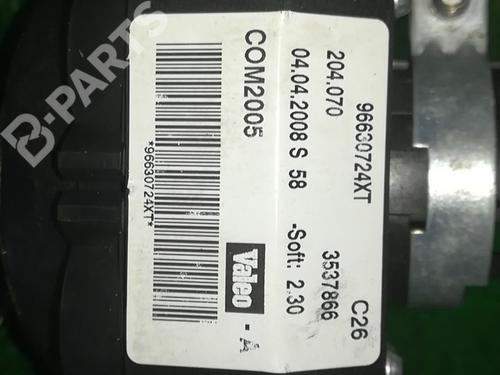 96630724XT C26
204.070 3537866
04.04.2008 S 58 -Soft: 2.30
COM2005 Valeo - A
*96630724XT*
B-PARTS